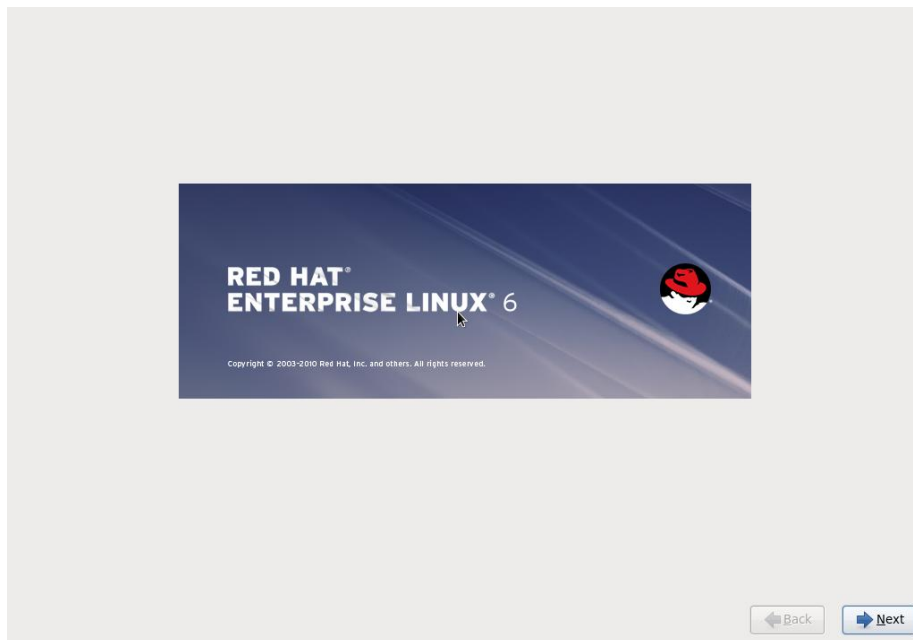 RED HAT®
ENTERPRISE LINUX® 6
Copyright © 2003-2010 Red Hat, Inc. and others. All rights reserved.
Back
Next